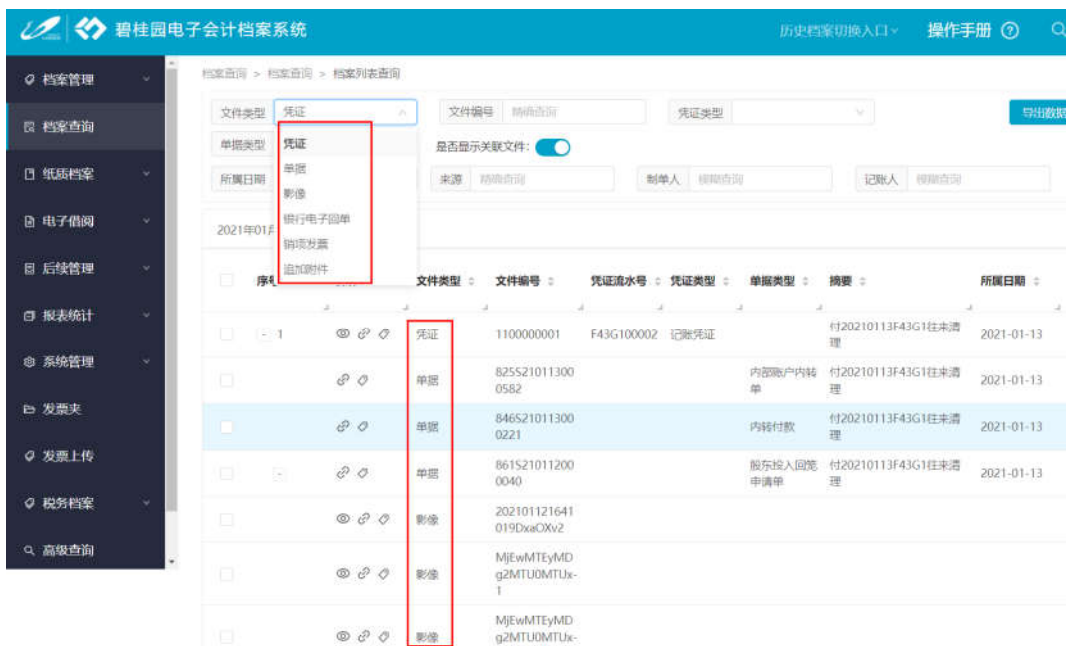 碧桂园电子会计档案系统
历史档案切换入口
操作手册
档案管理
档案查询
纸质档案
电子借阅
后续管理
报表统计
系统管理
发票夹
发票上传
税务档案
高级查询
档案查询 > 档案查询 > 档案列表查询
文件类型 凭证 文件编号 精确查询 凭证类型 导出数据
单据类型 是否显示关联文件：
所属日期 来源 精确查询 制单人 模糊查询 记账人 模糊查询
凭证
单据
影像
银行电子回单
销项发票
追加附件
2021年01月
序号 文件类型 文件编号 凭证流水号 凭证类型 单据类型 摘要 所属日期
- 1 凭证 1100000001 F43G100002 记账凭证 付20210113F43G1往来清
理 2021-01-13
单据 825S21011300
0582 内部账户内转
单 付20210113F43G1往来清
理 2021-01-13
单据 846S21011300
0221 内转付款 付20210113F43G1往来清
理 2021-01-13
- 单据 861S21011200
0040 股东投入回笼
申请单 付20210113F43G1往来清
理 2021-01-13
影像 202101121641
019DxaOXv2
影像 MjEwMTEyMD
g2MTU0MTUx-
1
影像 MjEwMTEyMD
g2MTU0MTUx-